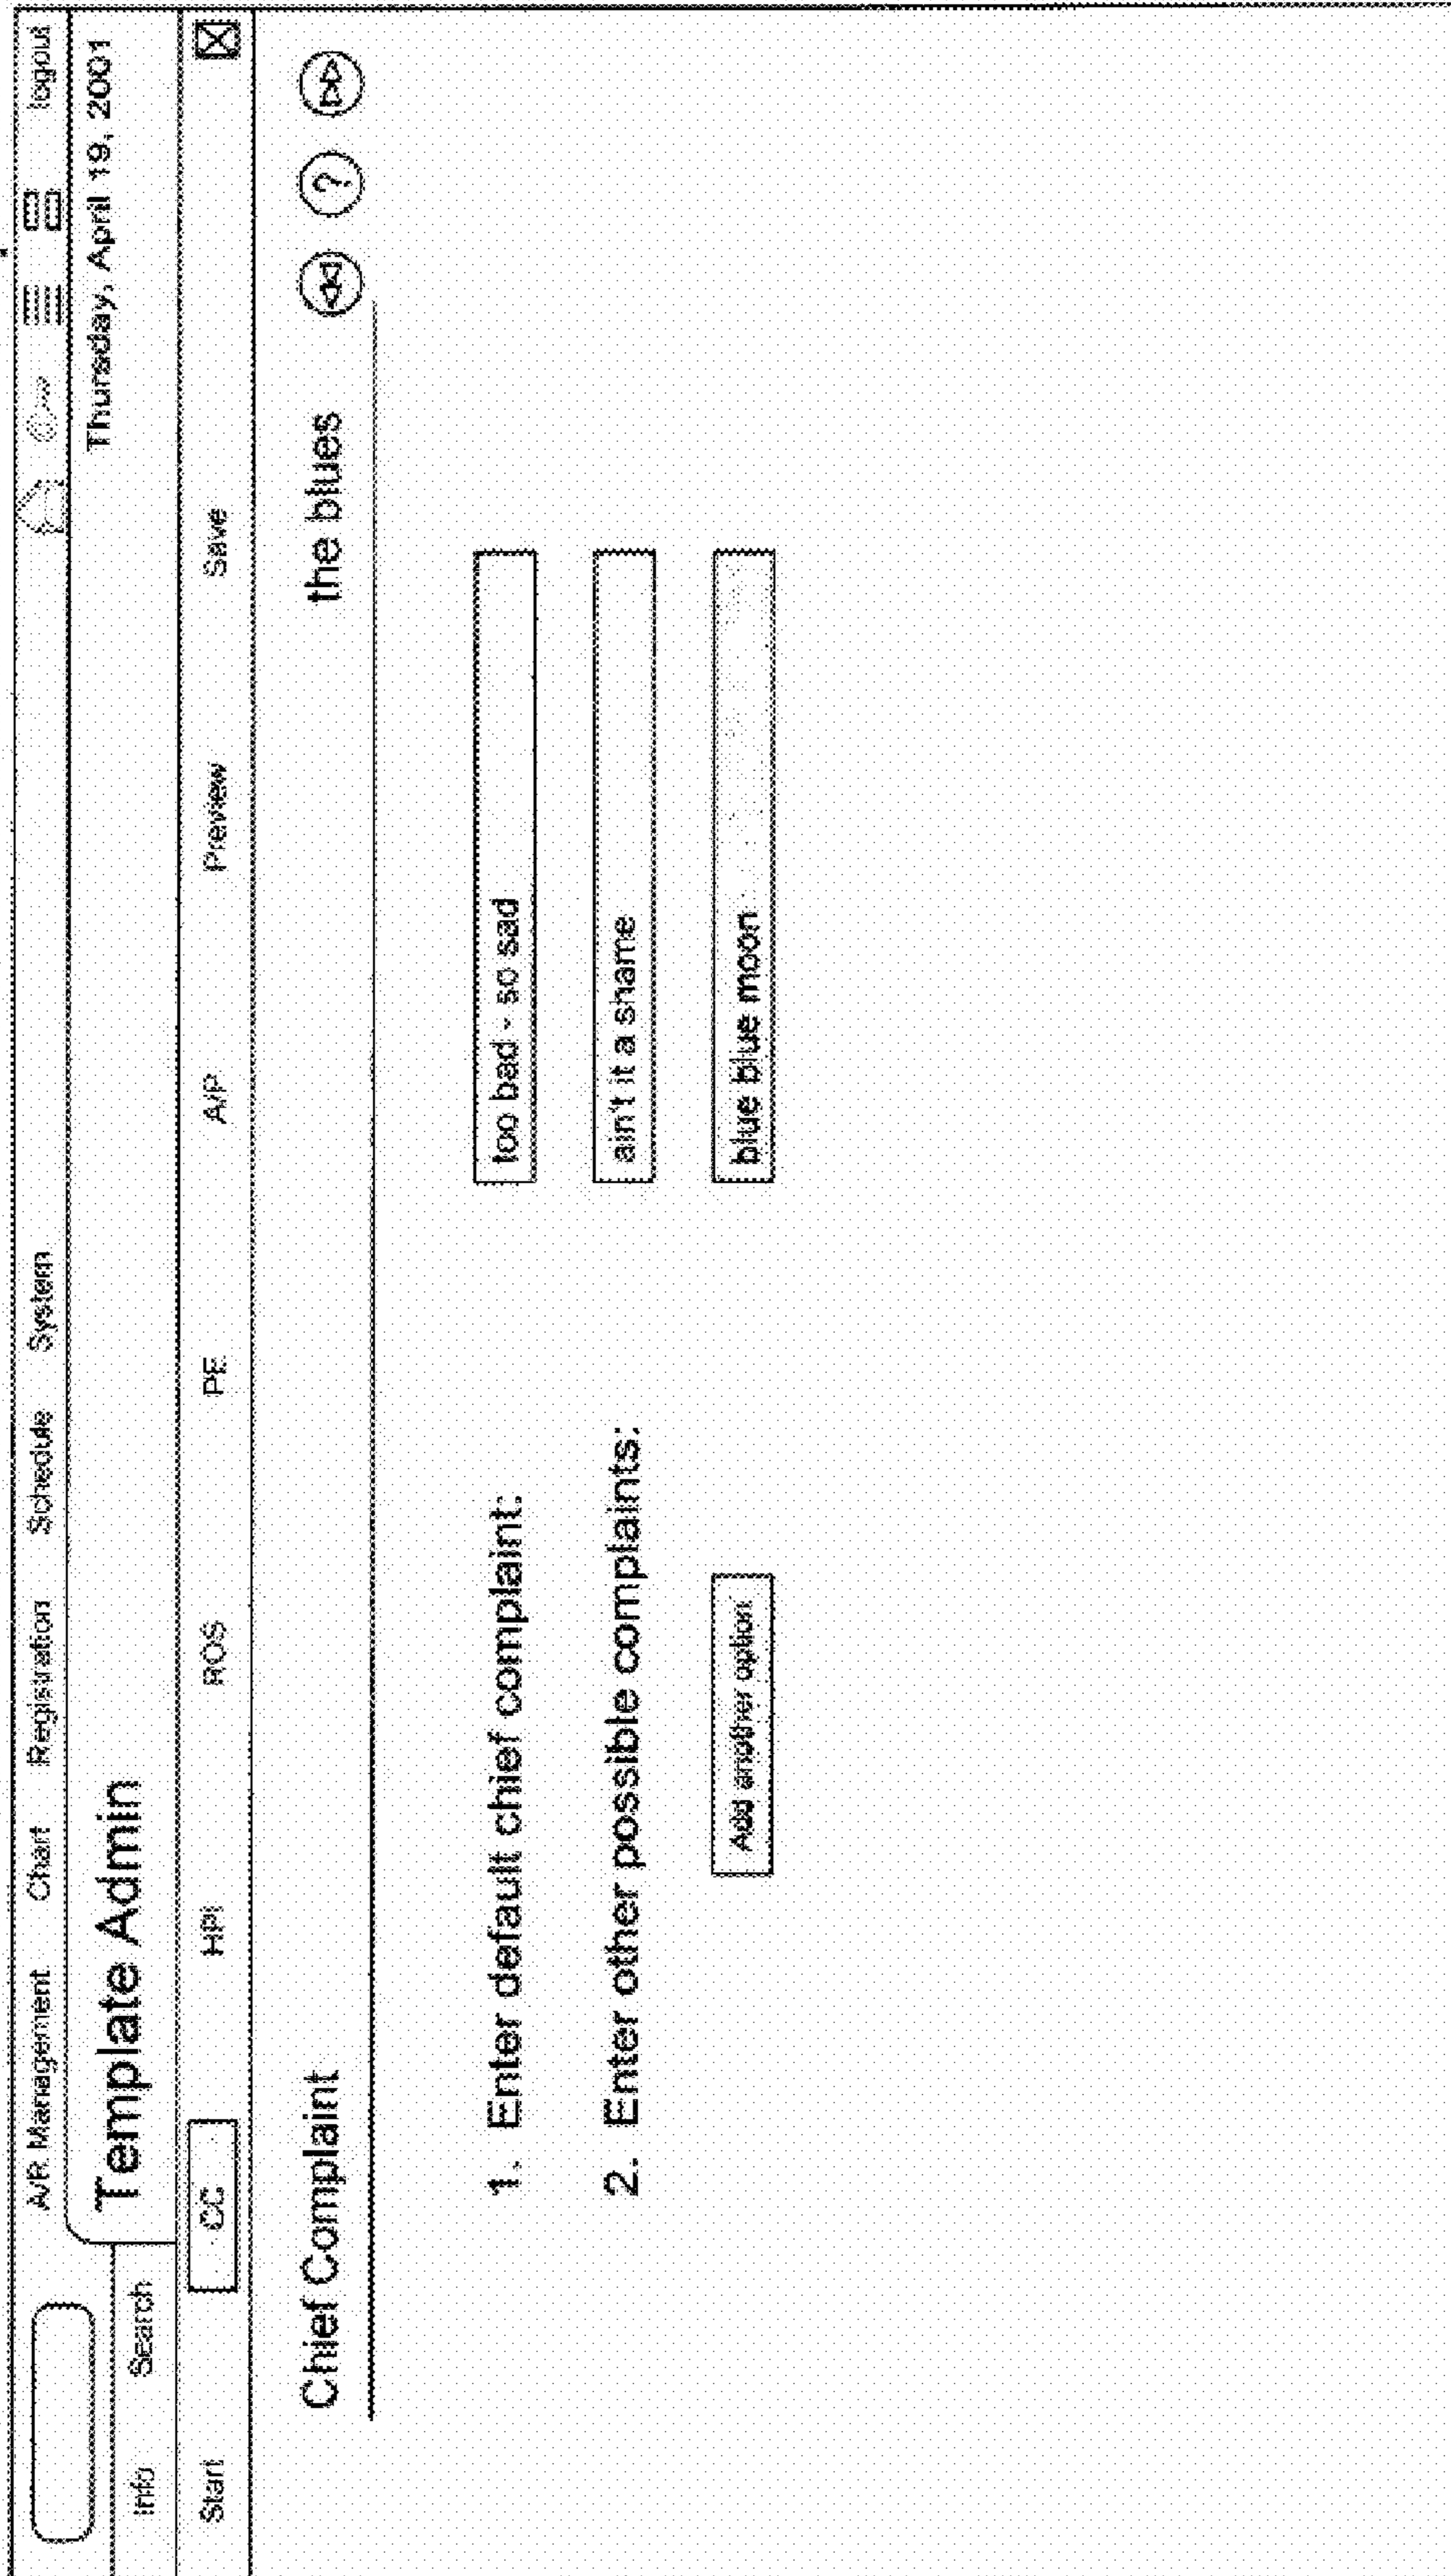 A/R Management Chart Registration Schedule System logout
Template Admin Thursday, April 19, 2001
Info Search
Start CC HPI ROS PE A/P Preview Save
Chief Complaint the blues ?
1. Enter default chief complaint: too bad - so sad
2. Enter other possible complaints: ain't it a shame
Add another option blue blue moon